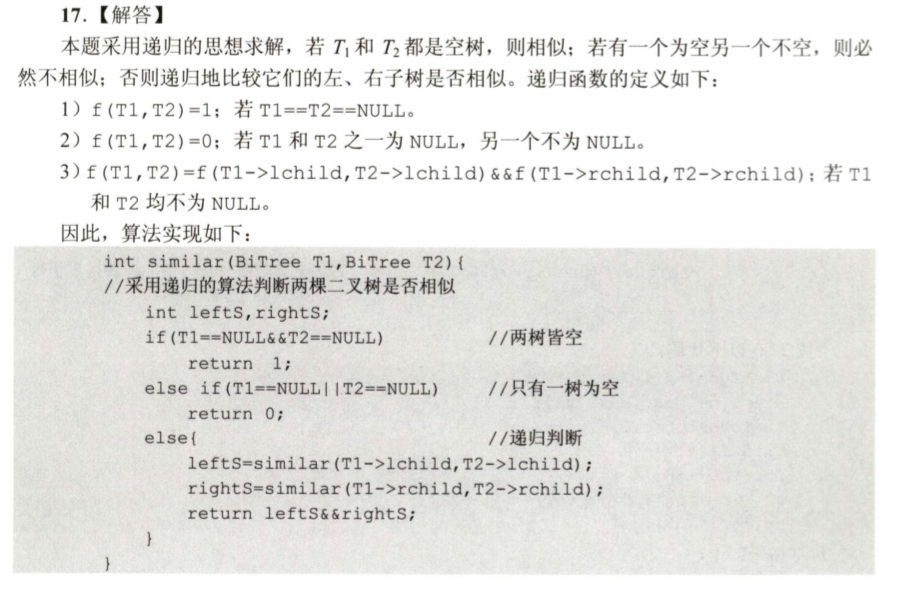 17.【解答】
本题采用递归的思想求解，若 T₁ 和 T₂ 都是空树，则相似；若有一个为空另一个不空，则必
然不相似；否则递归地比较它们的左、右子树是否相似。递归函数的定义如下：
1) f(T1,T2)=1；若 T1==T2==NULL。
2) f(T1,T2)=0；若 T1 和 T2 之一为 NULL，另一个不为 NULL。
3) f(T1,T2)=f(T1->lchild,T2->lchild)&&f(T1->rchild,T2->rchild)；若 T1
和 T2 均不为 NULL。
因此，算法实现如下：
int similar(BiTree T1,BiTree T2){
//采用递归的算法判断两棵二叉树是否相似
int leftS,rightS;
if(T1==NULL&&T2==NULL) //两树皆空
return 1;
else if(T1==NULL||T2==NULL) //只有一树为空
return 0;
else{ //递归判断
leftS=similar(T1->lchild,T2->lchild);
rightS=similar(T1->rchild,T2->rchild);
return leftS&&rightS;
}
}